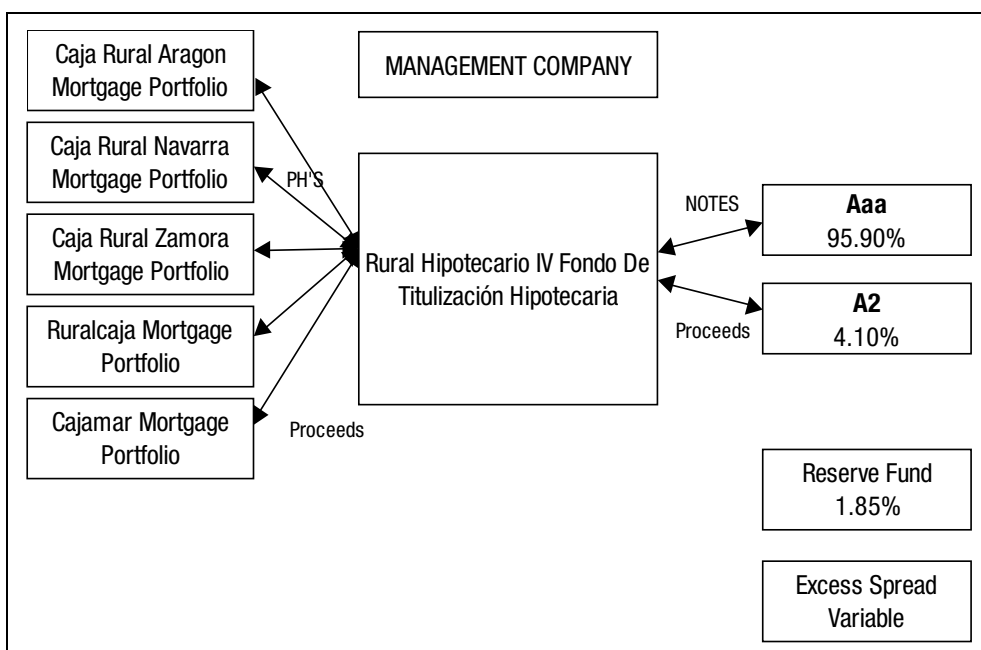 Caja Rural Aragon
Mortgage Portfolio
Caja Rural Navarra
Mortgage Portfolio
Caja Rural Zamora
Mortgage Portfolio
Ruralcaja Mortgage
Portfolio
Cajamar Mortgage
Portfolio
PH'S
Proceeds
MANAGEMENT COMPANY
Rural Hipotecario IV Fondo De
Titulización Hipotecaria
NOTES
Proceeds
Aaa
95.90%
A2
4.10%
Reserve Fund
1.85%
Excess Spread
Variable